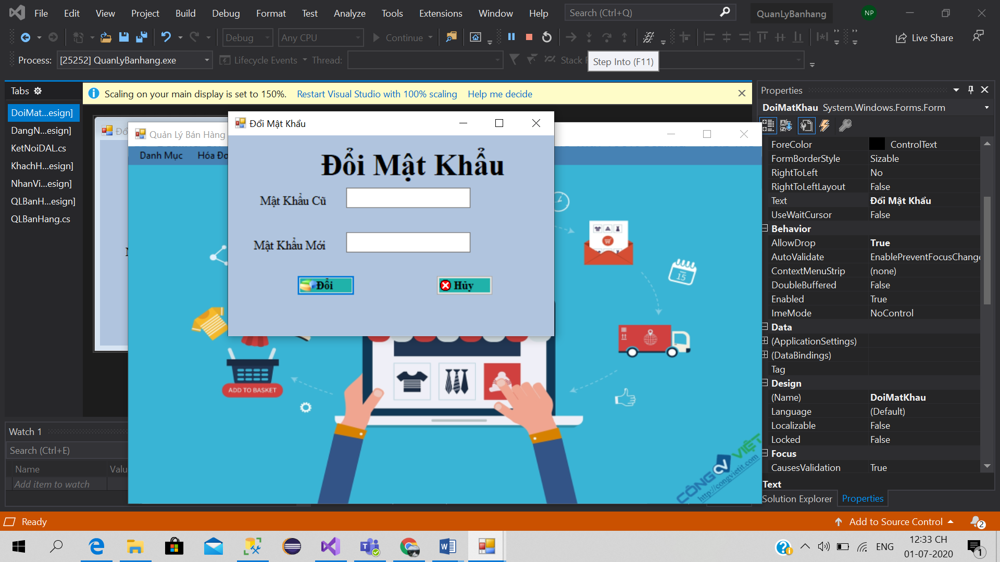 File Edit View Project Build Debug Format Test Analyze Tools Extensions Window Help Search (Ctrl+Q) QuanLyBanhang NP
Debug Any CPU Continue Live Share
Process: [25252] QuanLyBanhang.exe Lifecycle Events Thread: Stack
Step Into (F11)
Tabs
DoiMat...esign]
DangN...esign]
KetNoiDAL.cs
KhachH...esign]
NhanVi...esign]
QLBanH...esign]
QLBanHang.cs
Scaling on your main display is set to 150%. Restart Visual Studio with 100% scaling Help me decide
Quản Lý Bán Hàng
Danh Mục
Đổi Mật Khẩu
Đổi Mật Khẩu
Mật Khẩu Cũ
Mật Khẩu Mới
Đổi
Hủy
15
ADD TO BASKET
CÔNG CV VIỆT
http://congvietit.com
Properties
DoiMatKhau System.Windows.Forms.Form
ForeColor ControlText
FormBorderStyle Sizable
RightToLeft No
RightToLeftLayout False
Text Đổi Mật Khẩu
UseWaitCursor False
Behavior
AllowDrop True
AutoValidate EnablePreventFocusChange
ContextMenuStrip (none)
DoubleBuffered False
Enabled True
ImeMode NoControl
Data
(ApplicationSettings)
(DataBindings)
Tag
Design
(Name) DoiMatKhau
Language (Default)
Localizable False
Locked False
Focus
CausesValidation True
Text
Solution Explorer Properties
Watch 1
Search (Ctrl+E)
Name Valu
Add item to watch
Ready Add to Source Control 2
ENG 12:33 CH
01-07-2020
1